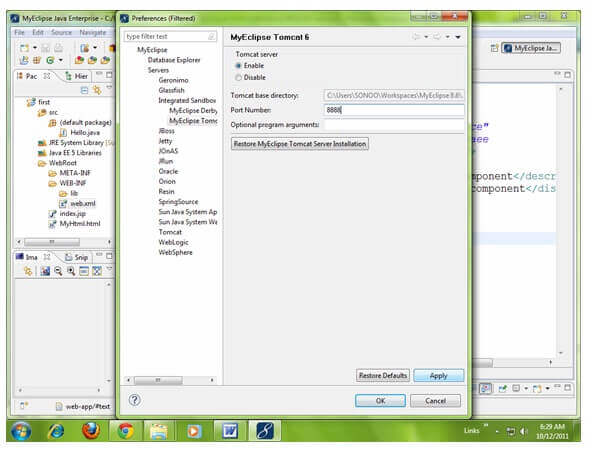 MyEclipse Java Enterprise - C:/
Preferences (Filtered)
File Edit Source Navigate
type filter text
MyEclipse Tomcat 6
MyEclipse Ja...
MyEclipse
Database Explorer
Servers
Geronimo
Glassfish
Integrated Sandbox
MyEclipse Derby
MyEclipse Tomc
JBoss
Jetty
JOnAS
JRun
Oracle
Orion
Resin
SpringSource
Sun Java System Ap
Sun Java System We
Tomcat
WebLogic
WebSphere
Tomcat server
Enable
Disable
Tomcat base directory:
C:\Users\SONOO\Workspaces\MyEclipse 8.6\.
Port Number:
8888
Optional program arguments:
Restore MyEclipse Tomcat Server Installation
Pac
Hier
first
src
(default package)
Hello.java
JRE System Library [Su
Java EE 5 Libraries
WebRoot
META-INF
WEB-INF
lib
web.xml
index.jsp
MyHtml.html
ce"
aee
mponent</descr
component</dis
Ima
Snip
web-app/#text
Restore Defaults
Apply
OK
Cancel
Links
6:29 AM
10/12/2011